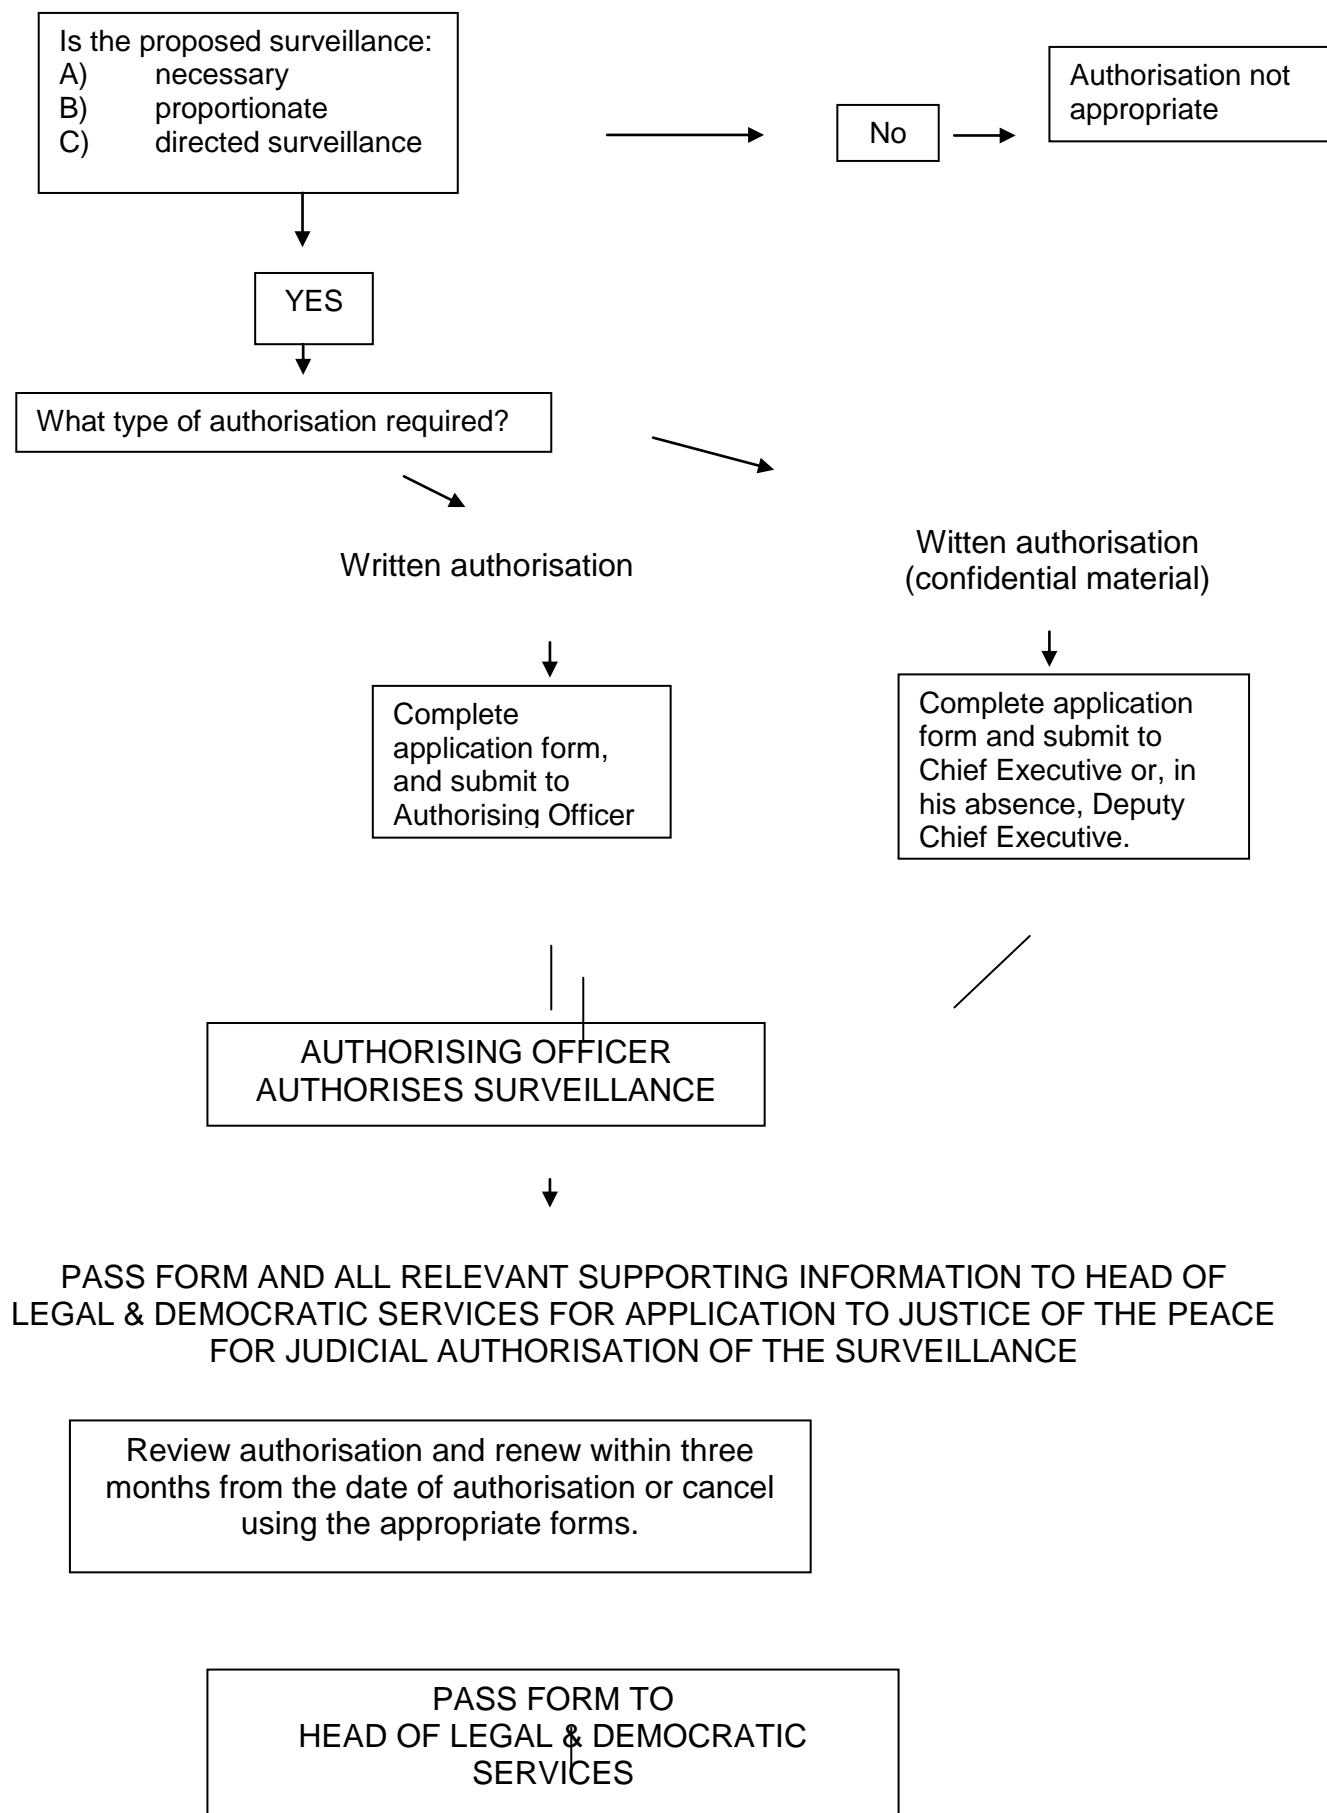 Is the proposed surveillance:
A) necessary
B) proportionate
C) directed surveillance
No
Authorisation not
appropriate
YES
What type of authorisation required?
Written authorisation
Witten authorisation
(confidential material)
Complete
application form,
and submit to
Authorising Officer
Complete application
form and submit to
Chief Executive or, in
his absence, Deputy
Chief Executive.
AUTHORISING OFFICER
AUTHORISES SURVEILLANCE
PASS FORM AND ALL RELEVANT SUPPORTING INFORMATION TO HEAD OF
LEGAL & DEMOCRATIC SERVICES FOR APPLICATION TO JUSTICE OF THE PEACE
FOR JUDICIAL AUTHORISATION OF THE SURVEILLANCE
Review authorisation and renew within three
months from the date of authorisation or cancel
using the appropriate forms.
PASS FORM TO
HEAD OF LEGAL & DEMOCRATIC
SERVICES